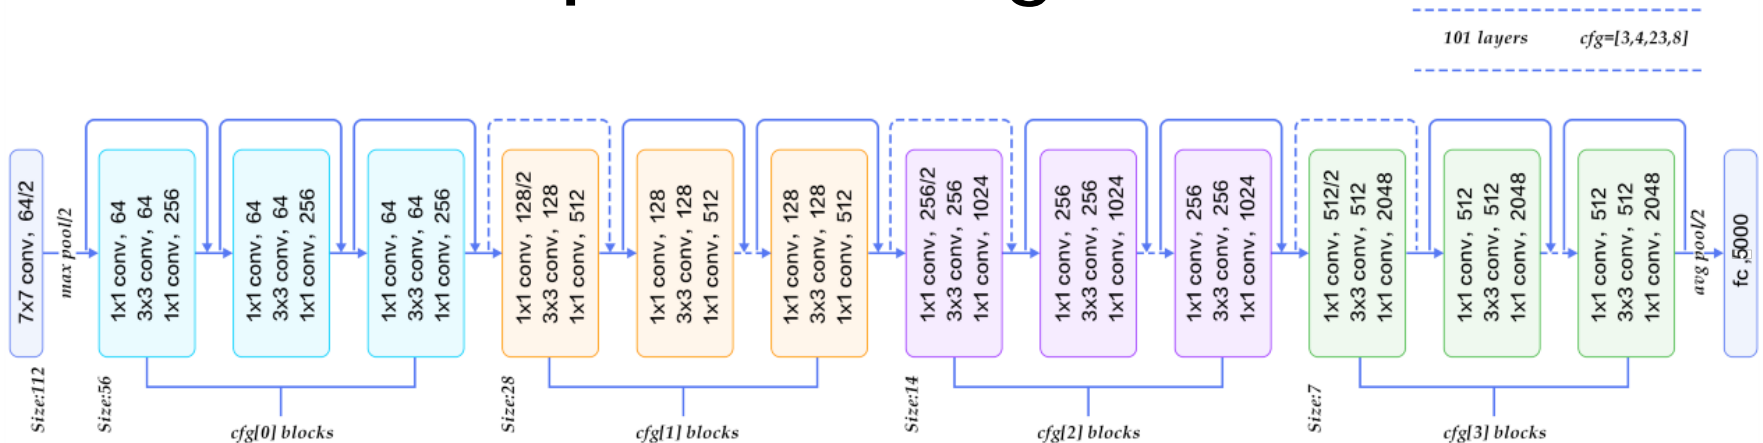 101 layers
cfg=[3,4,23,8]
7x7 conv, 64/2
max pool/2
1x1 conv, 64
3x3 conv, 64
1x1 conv, 256
1x1 conv, 64
3x3 conv, 64
1x1 conv, 256
1x1 conv, 64
3x3 conv, 64
1x1 conv, 256
1x1 conv, 128/2
3x3 conv, 128
1x1 conv, 512
1x1 conv, 128
3x3 conv, 128
1x1 conv, 512
1x1 conv, 128
3x3 conv, 128
1x1 conv, 512
1x1 conv, 256/2
3x3 conv, 256
1x1 conv, 1024
1x1 conv, 256
3x3 conv, 256
1x1 conv, 1024
1x1 conv, 256
3x3 conv, 256
1x1 conv, 1024
1x1 conv, 512/2
3x3 conv, 512
1x1 conv, 2048
1x1 conv, 512
3x3 conv, 512
1x1 conv, 2048
1x1 conv, 512
3x3 conv, 512
1x1 conv, 2048
avg pool/2
fc ,5000
Size:112
Size:56
cfg[0] blocks
Size:28
cfg[1] blocks
Size:14
cfg[2] blocks
Size:7
cfg[3] blocks